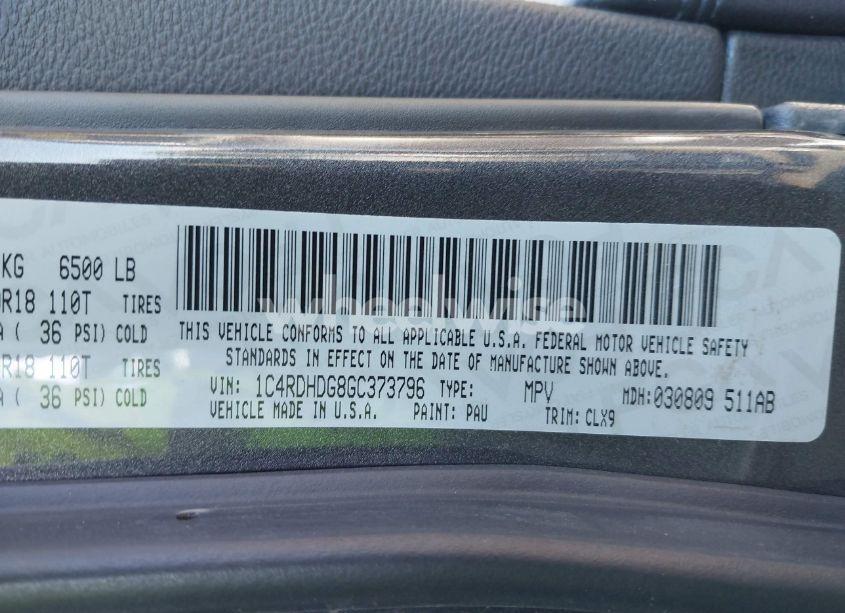 KG 6500 LB
R18 110T TIRES
( 36 PSI) COLD
R18 110T TIRES
( 36 PSI) COLD
THIS VEHICLE CONFORMS TO ALL APPLICABLE U.S.A. FEDERAL MOTOR VEHICLE SAFETY
STANDARDS IN EFFECT ON THE DATE OF MANUFACTURE SHOWN ABOVE.
VIN: 1C4RDHDG8GC373796 TYPE: MPV MDH:030809 511AB
VEHICLE MADE IN U.S.A. PAINT: PAU TRIM: CLX9
wheelwise